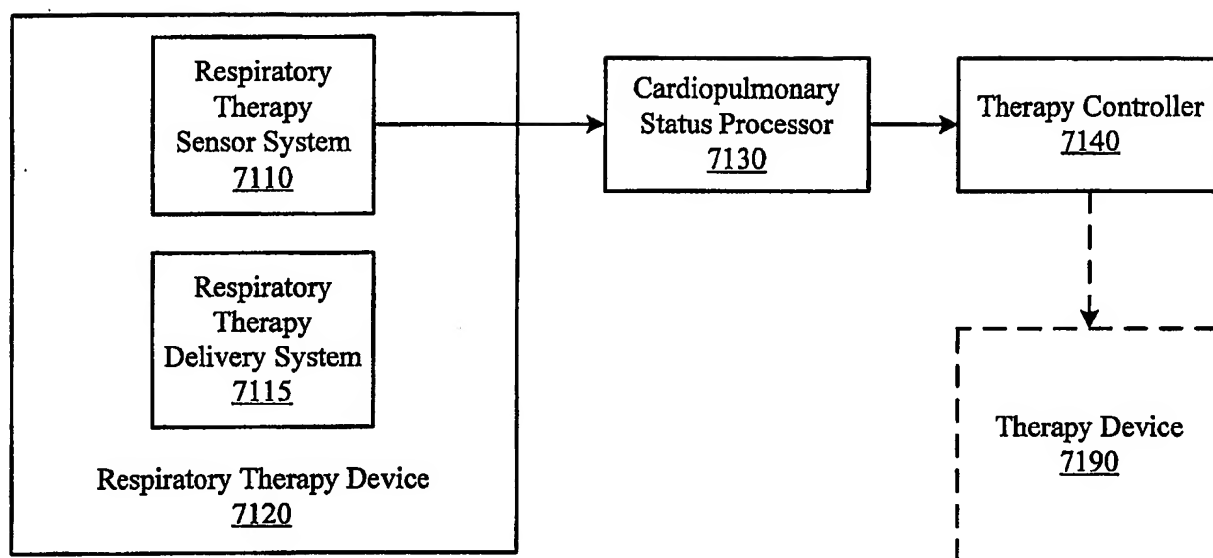 Respiratory
Therapy
Sensor System
7110
Respiratory
Therapy
Delivery System
7115
Respiratory Therapy Device
7120
Cardiopulmonary
Status Processor
7130
Therapy Controller
7140
Therapy Device
7190